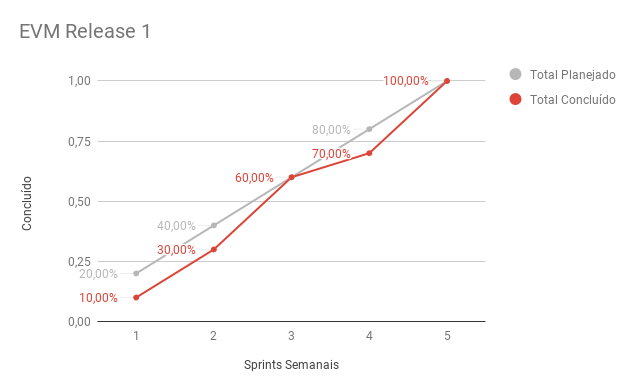 EVM Release 1
Total Planejado
Total Concluído
Concluído
1,00
0,75
0,50
0,25
0,00
100,00%
80,00%
70,00%
60,00%
40,00%
30,00%
20,00%
10,00%
1 2 3 4 5
Sprints Semanais